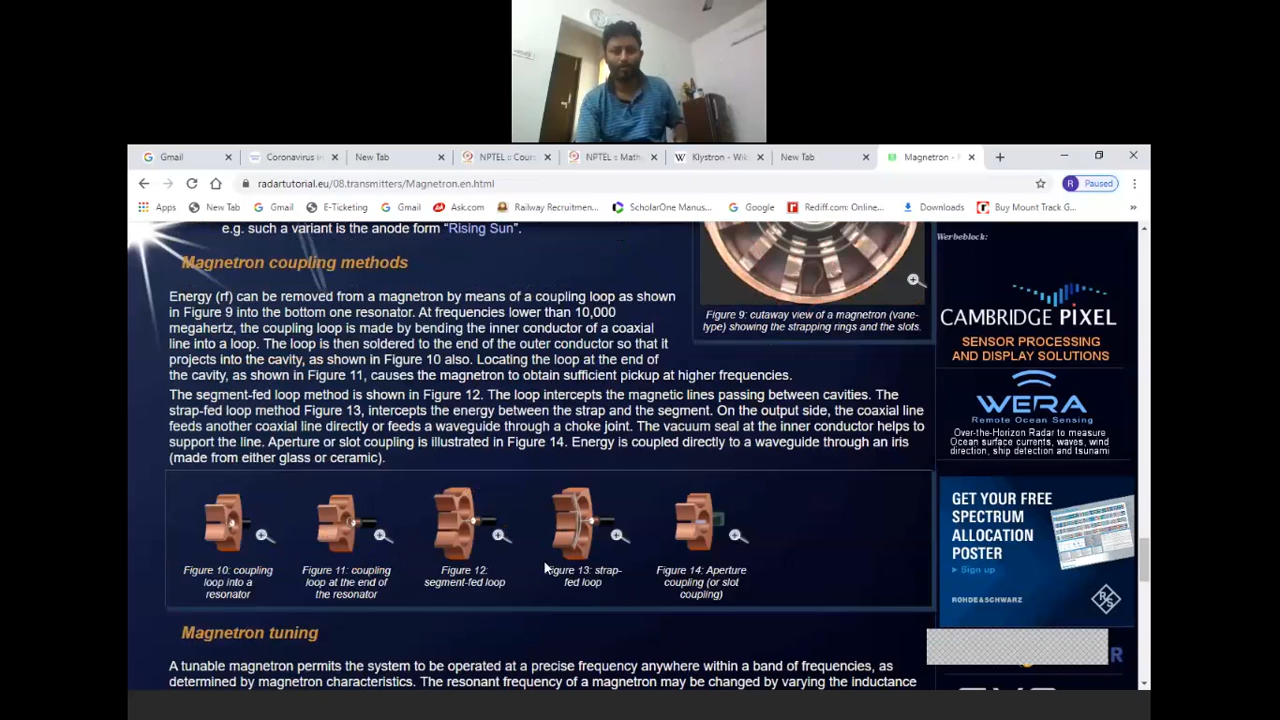 Gmail
Coronavirus in
New Tab
NPTEL :: Cours
NPTEL :: Math
Klystron - Wiki
New Tab
Magnetron -
radartutorial.eu/08.transmitters/Magnetron.en.html
Paused
Apps
New Tab
Gmail
E-Ticketing
Gmail
Ask.com
Railway Recruitmen...
ScholarOne Manus...
Google
Rediff.com: Online...
Downloads
Buy Mount Track G...
e.g. such a variant is the anode form “Rising Sun”.
Magnetron coupling methods
Energy (rf) can be removed from a magnetron by means of a coupling loop as shown
in Figure 9 into the bottom one resonator. At frequencies lower than 10,000
megahertz, the coupling loop is made by bending the inner conductor of a coaxial
line into a loop. The loop is then soldered to the end of the outer conductor so that it
projects into the cavity, as shown in Figure 10 also. Locating the loop at the end of
the cavity, as shown in Figure 11, causes the magnetron to obtain sufficient pickup at higher frequencies.
Figure 9: cutaway view of a magnetron (vane-
type) showing the strapping rings and the slots.
The segment-fed loop method is shown in Figure 12. The loop intercepts the magnetic lines passing between cavities. The
strap-fed loop method Figure 13, intercepts the energy between the strap and the segment. On the output side, the coaxial line
feeds another coaxial line directly or feeds a waveguide through a choke joint. The vacuum seal at the inner conductor helps to
support the line. Aperture or slot coupling is illustrated in Figure 14. Energy is coupled directly to a waveguide through an iris
(made from either glass or ceramic).
Figure 10: coupling
loop into a
resonator
Figure 11: coupling
loop at the end of
the resonator
Figure 12:
segment-fed loop
Figure 13: strap-
fed loop
Figure 14: Aperture
coupling (or slot
coupling)
Magnetron tuning
A tunable magnetron permits the system to be operated at a precise frequency anywhere within a band of frequencies, as
determined by magnetron characteristics. The resonant frequency of a magnetron may be changed by varying the inductance
Werbeblock:
CAMBRIDGE PIXEL
SENSOR PROCESSING
AND DISPLAY SOLUTIONS
WERA
Remote Ocean Sensing
Over-the-Horizon Radar to measure
Ocean surface currents, waves, wind
direction, ship detection and tsunami
GET YOUR FREE
SPECTRUM
ALLOCATION
POSTER
Sign up
ROHDE & SCHWARZ